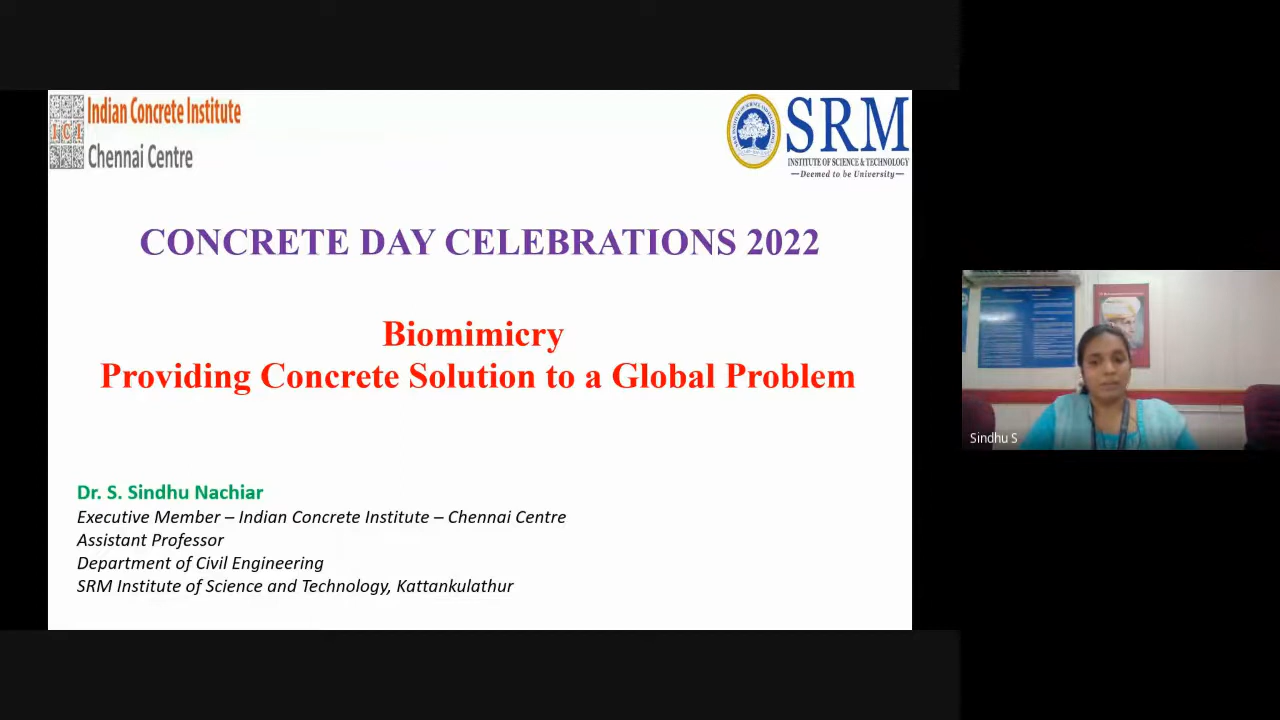 Indian Concrete Institute
ICI
Chennai Centre
SRM
INSTITUTE OF SCIENCE & TECHNOLOGY
—Deemed to be University—
CONCRETE DAY CELEBRATIONS 2022
Biomimicry
Providing Concrete Solution to a Global Problem
Dr. S. Sindhu Nachiar
Executive Member – Indian Concrete Institute – Chennai Centre
Assistant Professor
Department of Civil Engineering
SRM Institute of Science and Technology, Kattankulathur
Sindhu S